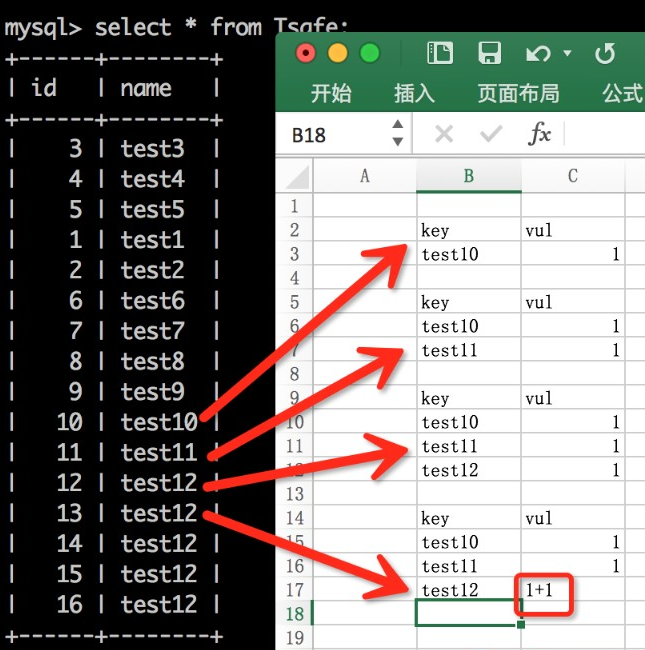 mysql> select * from Tsafe;
+------+--------+
| id | name |
+------+--------+
| 3 | test3 |
| 4 | test4 |
| 5 | test5 |
| 1 | test1 |
| 2 | test2 |
| 6 | test6 |
| 7 | test7 |
| 8 | test8 |
| 9 | test9 |
| 10 | test10 |
| 11 | test11 |
| 12 | test12 |
| 13 | test12 |
| 14 | test12 |
| 15 | test12 |
| 16 | test12 |
+------+--------+
开始 插入 页面布局 公式
B18 fx
A B C
1
2 key vul
3 test10 1
4
5 key vul
6 test10 1
7 test11 1
8
9 key vul
10 test10 1
11 test11 1
12 test12 1
13
14 key vul
15 test10 1
16 test11 1
17 test12 1+1
18
19